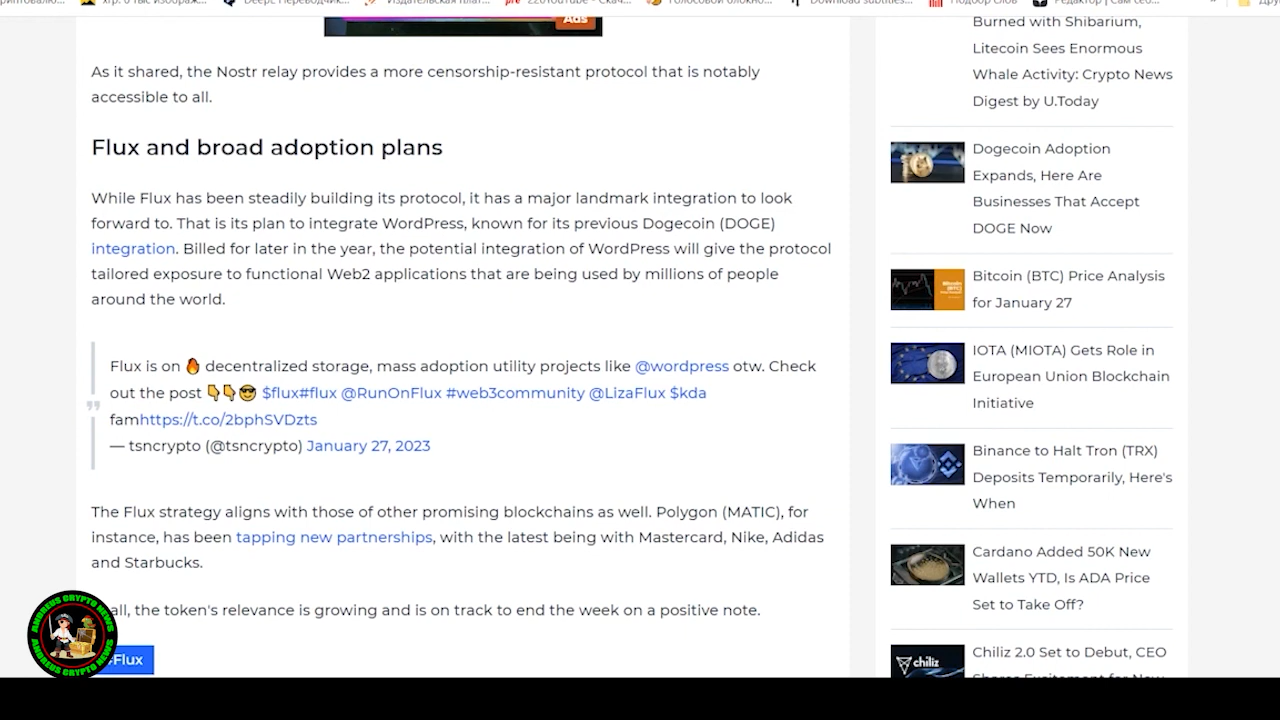 Ads
As it shared, the Nostr relay provides a more censorship-resistant protocol that is notably
accessible to all.
Flux and broad adoption plans
While Flux has been steadily building its protocol, it has a major landmark integration to look
forward to. That is its plan to integrate WordPress, known for its previous Dogecoin (DOGE)
integration. Billed for later in the year, the potential integration of WordPress will give the protocol
tailored exposure to functional Web2 applications that are being used by millions of people
around the world.
Flux is on 🔥 decentralized storage, mass adoption utility projects like @wordpress otw. Check
out the post 👇👇😎 $flux#flux @RunOnFlux #web3community @LizaFlux $kda
famhttps://t.co/2bphSVDzts
— tsncrypto (@tsncrypto) January 27, 2023
The Flux strategy aligns with those of other promising blockchains as well. Polygon (MATIC), for
instance, has been tapping new partnerships, with the latest being with Mastercard, Nike, Adidas
and Starbucks.
all, the token's relevance is growing and is on track to end the week on a positive note.
#Flux
ANDREUS CRYPTO NEWS
ANDREUS CRYPTO NEWS
Burned with Shibarium,
Litecoin Sees Enormous
Whale Activity: Crypto News
Digest by U.Today
Dogecoin Adoption
Expands, Here Are
Businesses That Accept
DOGE Now
Bitcoin (BTC) Price Analysis
for January 27
IOTA (MIOTA) Gets Role in
European Union Blockchain
Initiative
Binance to Halt Tron (TRX)
Deposits Temporarily, Here's
When
Cardano Added 50K New
Wallets YTD, Is ADA Price
Set to Take Off?
chiliz
Chiliz 2.0 Set to Debut, CEO